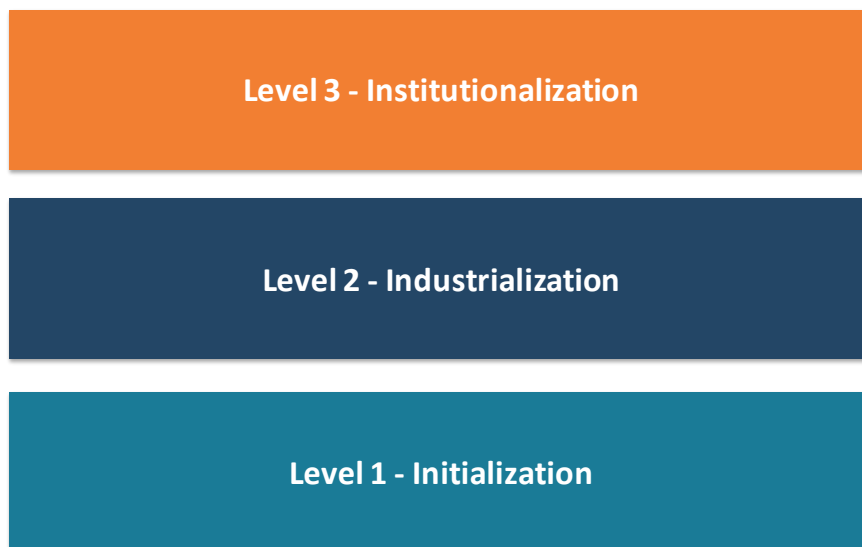 Level 3 - Institutionalization
Level 2 - Industrialization
Level 1 - Initialization